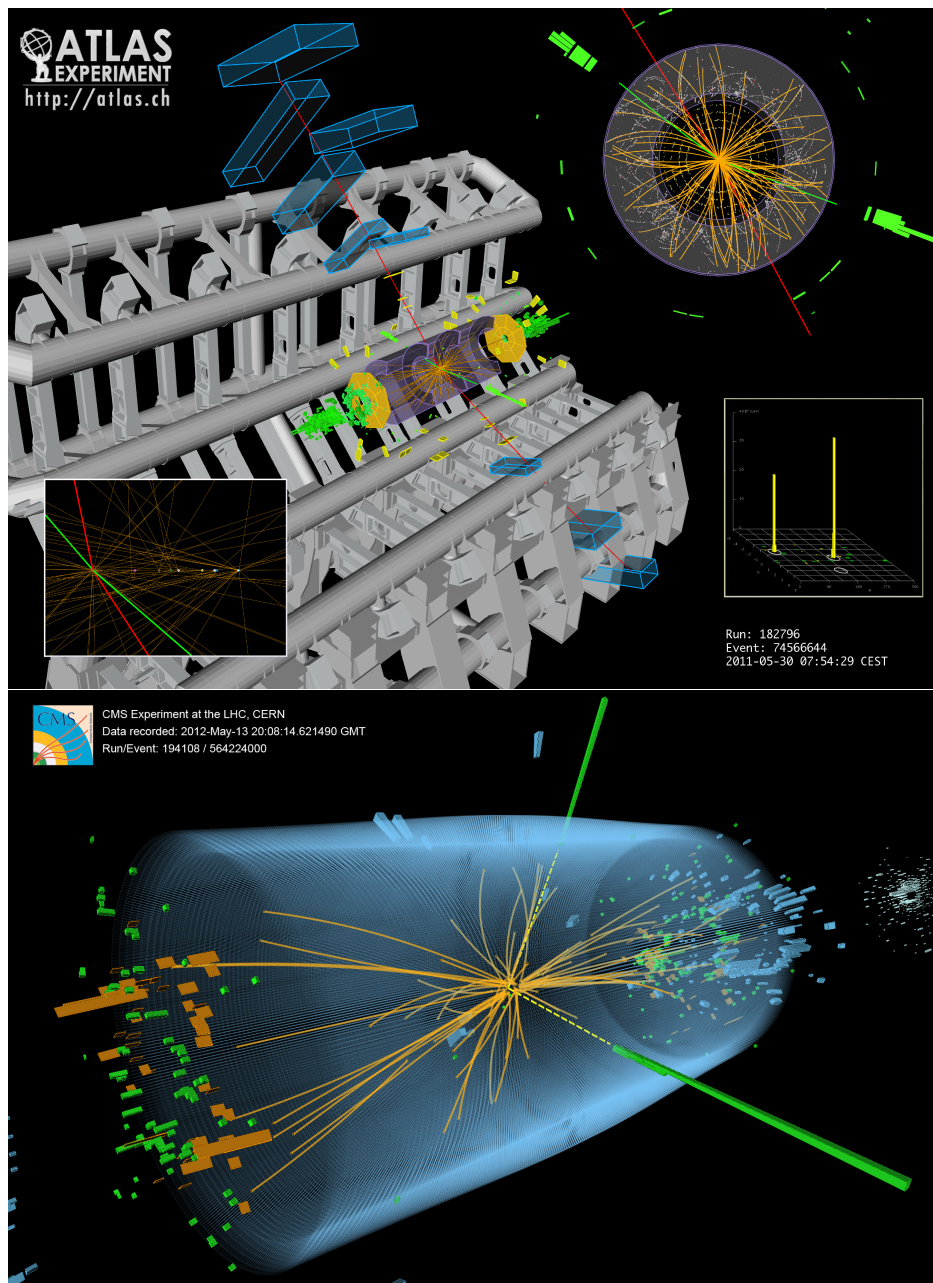 ATLAS
EXPERIMENT
http://atlas.ch
Run: 182796
Event: 74566644
2011-05-30 07:54:29 CEST
CMS
CMS Experiment at the LHC, CERN
Data recorded: 2012-May-13 20:08:14.621490 GMT
Run/Event: 194108 / 564224000